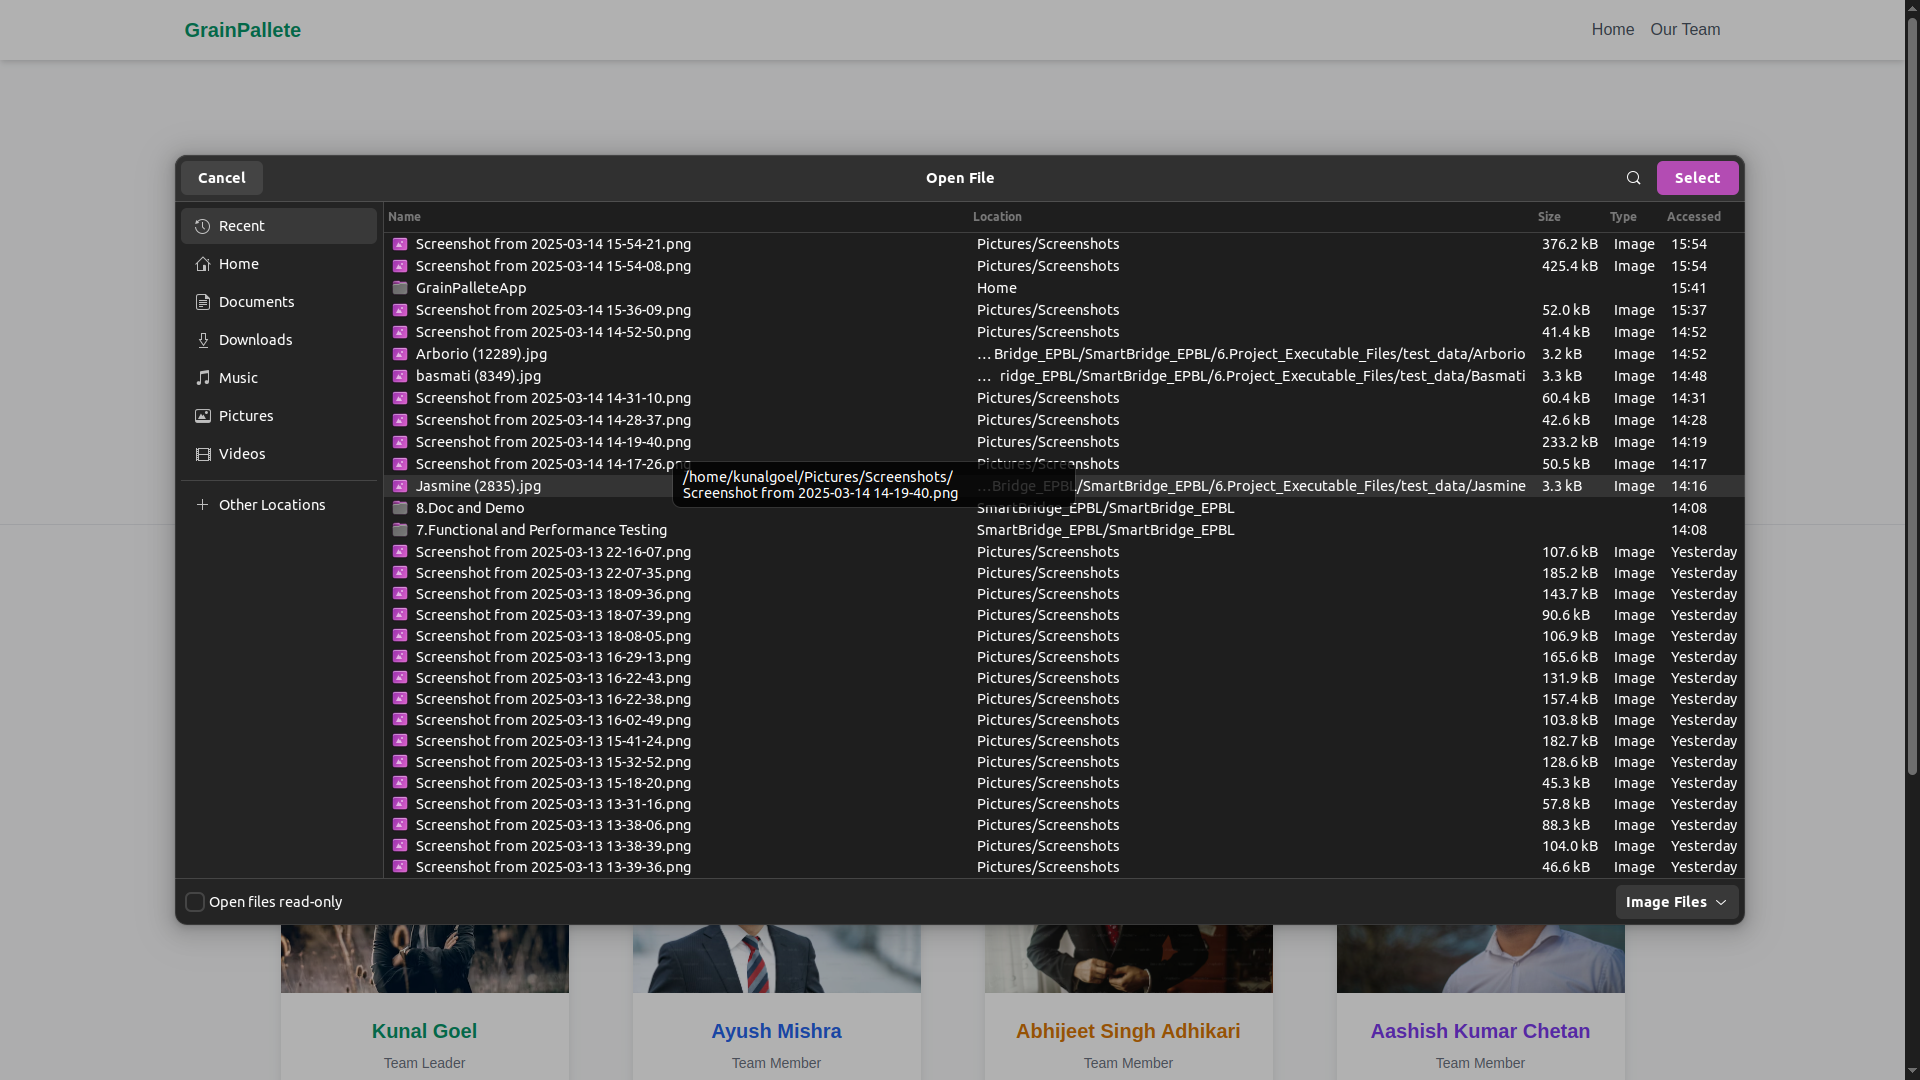 GrainPallete
Home Our Team
Cancel Open File Select
Recent
Home
Documents
Downloads
Music
Pictures
Videos
Other Locations
Name Location Size Type Accessed
Screenshot from 2025-03-14 15-54-21.png Pictures/Screenshots 376.2 kB Image 15:54
Screenshot from 2025-03-14 15-54-08.png Pictures/Screenshots 425.4 kB Image 15:54
GrainPalleteApp Home 15:41
Screenshot from 2025-03-14 15-36-09.png Pictures/Screenshots 52.0 kB Image 15:37
Screenshot from 2025-03-14 14-52-50.png Pictures/Screenshots 41.4 kB Image 14:52
Arborio (12289).jpg …Bridge_EPBL/SmartBridge_EPBL/6.Project_Executable_Files/test_data/Arborio 3.2 kB Image 14:52
basmati (8349).jpg … ridge_EPBL/SmartBridge_EPBL/6.Project_Executable_Files/test_data/Basmati 3.3 kB Image 14:48
Screenshot from 2025-03-14 14-31-10.png Pictures/Screenshots 60.4 kB Image 14:31
Screenshot from 2025-03-14 14-28-37.png Pictures/Screenshots 42.6 kB Image 14:28
Screenshot from 2025-03-14 14-19-40.png Pictures/Screenshots 233.2 kB Image 14:19
Screenshot from 2025-03-14 14-17-26.png Pictures/Screenshots 50.5 kB Image 14:17
/home/kunalgoel/Pictures/Screenshots/
Screenshot from 2025-03-14 14-19-40.png
Jasmine (2835).jpg …Bridge_EPBL/SmartBridge_EPBL/6.Project_Executable_Files/test_data/Jasmine 3.3 kB Image 14:16
8.Doc and Demo SmartBridge_EPBL/SmartBridge_EPBL 14:08
7.Functional and Performance Testing SmartBridge_EPBL/SmartBridge_EPBL 14:08
Screenshot from 2025-03-13 22-16-07.png Pictures/Screenshots 107.6 kB Image Yesterday
Screenshot from 2025-03-13 22-07-35.png Pictures/Screenshots 185.2 kB Image Yesterday
Screenshot from 2025-03-13 18-09-36.png Pictures/Screenshots 143.7 kB Image Yesterday
Screenshot from 2025-03-13 18-07-39.png Pictures/Screenshots 90.6 kB Image Yesterday
Screenshot from 2025-03-13 18-08-05.png Pictures/Screenshots 106.9 kB Image Yesterday
Screenshot from 2025-03-13 16-29-13.png Pictures/Screenshots 165.6 kB Image Yesterday
Screenshot from 2025-03-13 16-22-43.png Pictures/Screenshots 131.9 kB Image Yesterday
Screenshot from 2025-03-13 16-22-38.png Pictures/Screenshots 157.4 kB Image Yesterday
Screenshot from 2025-03-13 16-02-49.png Pictures/Screenshots 103.8 kB Image Yesterday
Screenshot from 2025-03-13 15-41-24.png Pictures/Screenshots 182.7 kB Image Yesterday
Screenshot from 2025-03-13 15-32-52.png Pictures/Screenshots 128.6 kB Image Yesterday
Screenshot from 2025-03-13 15-18-20.png Pictures/Screenshots 45.3 kB Image Yesterday
Screenshot from 2025-03-13 13-31-16.png Pictures/Screenshots 57.8 kB Image Yesterday
Screenshot from 2025-03-13 13-38-06.png Pictures/Screenshots 88.3 kB Image Yesterday
Screenshot from 2025-03-13 13-38-39.png Pictures/Screenshots 104.0 kB Image Yesterday
Screenshot from 2025-03-13 13-39-36.png Pictures/Screenshots 46.6 kB Image Yesterday
Open files read-only Image Files
Kunal Goel Ayush Mishra Abhijeet Singh Adhikari Aashish Kumar Chetan
Team Leader Team Member Team Member Team Member